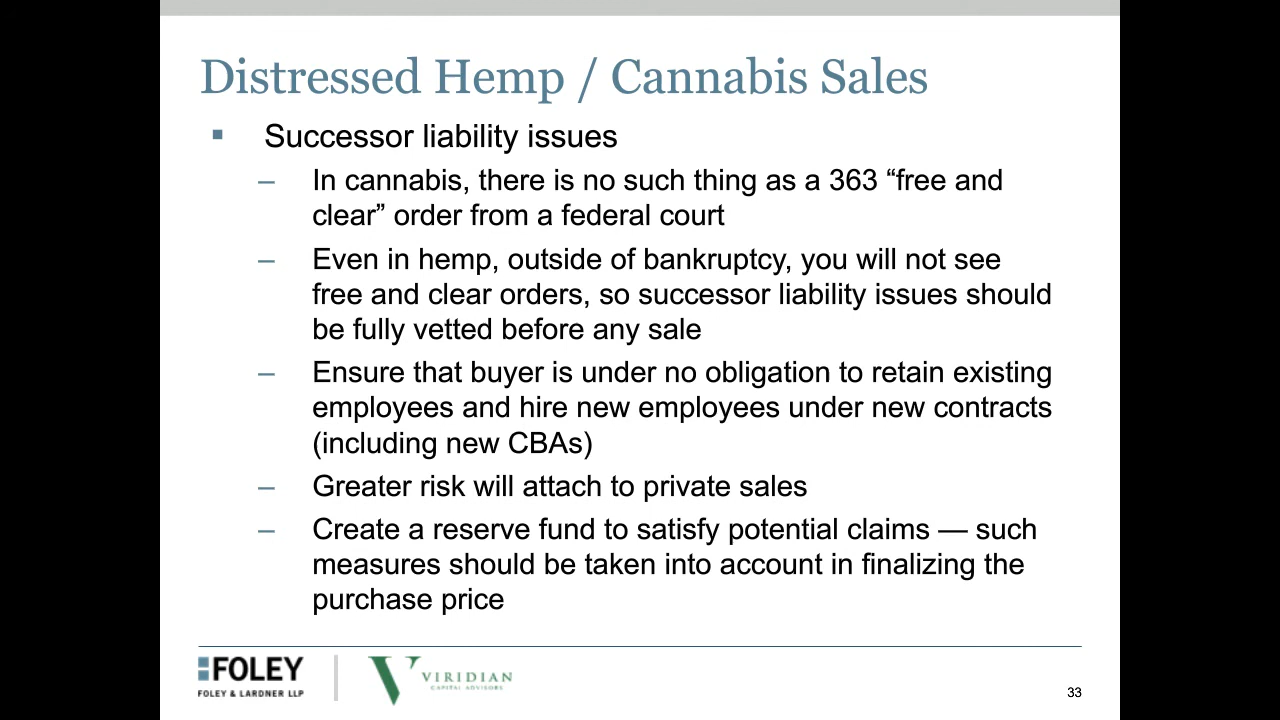 Distressed Hemp / Cannabis Sales
▪ Successor liability issues
– In cannabis, there is no such thing as a 363 “free and
clear” order from a federal court
– Even in hemp, outside of bankruptcy, you will not see
free and clear orders, so successor liability issues should
be fully vetted before any sale
– Ensure that buyer is under no obligation to retain existing
employees and hire new employees under new contracts
(including new CBAs)
– Greater risk will attach to private sales
– Create a reserve fund to satisfy potential claims — such
measures should be taken into account in finalizing the
purchase price
FOLEY
FOLEY & LARDNER LLP
VIRIDIAN
CAPITAL ADVISORS
33